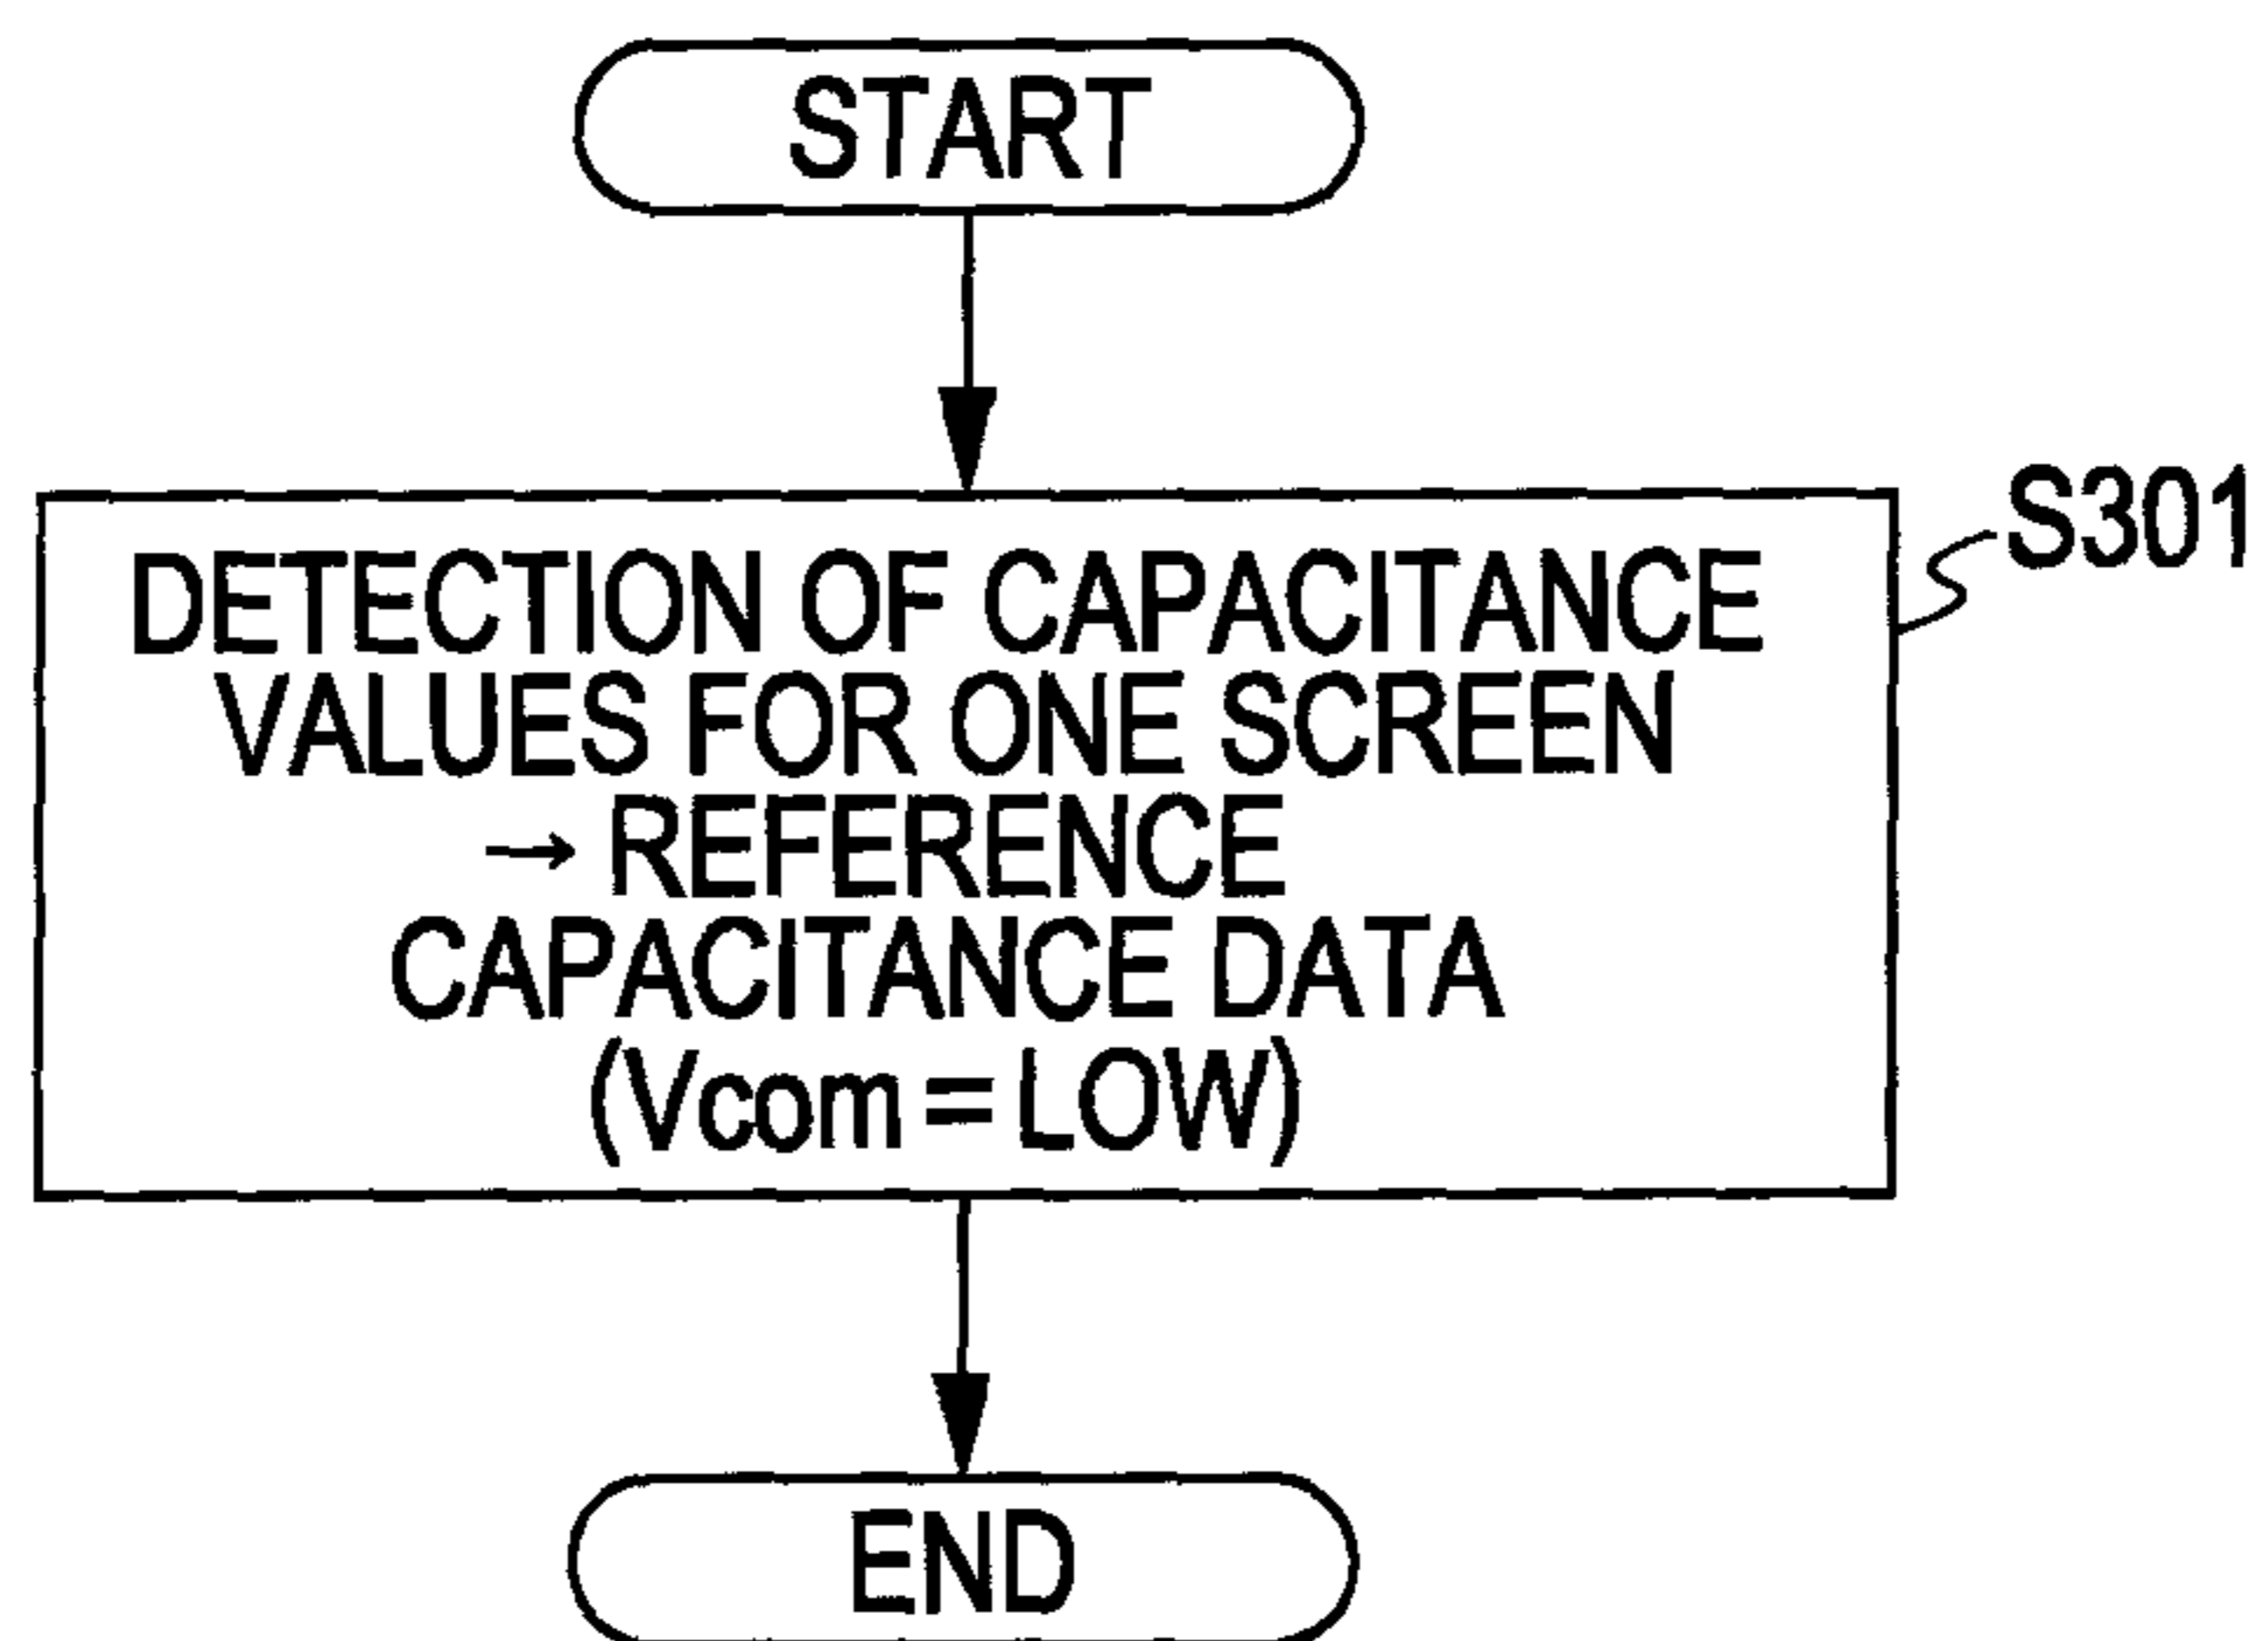 START
S301
DETECTION OF CAPACITANCE
VALUES FOR ONE SCREEN
→ REFERENCE
CAPACITANCE DATA
(Vcom = LOW)
END